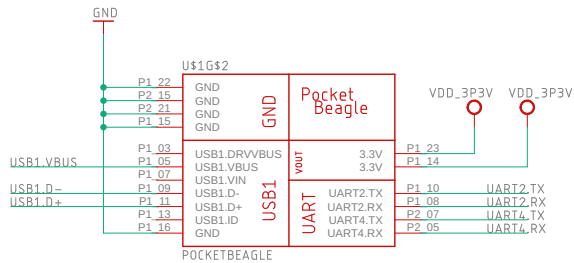 GND
U$1G$2
P1_22 GND
P2_15 GND
P2_21 GND
P1_15 GND
GND
Pocket
Beagle
VDD_3P3V VDD_3P3V
P1_03 USB1.DRVVBUS
USB1.VBUS P1_05 USB1.VBUS
P1_07 USB1.VIN
USB1.D- P1_09 USB1.D-
USB1.D+ P1_11 USB1.D+
P1_13 USB1.ID
P1_16 GND
USB1
VOUT
3.3V P1_23
3.3V P1_14
UART
UART2.TX P1_10 UART2.TX
UART2.RX P1_08 UART2.RX
UART4.TX P2_07 UART4.TX
UART4.RX P2_05 UART4.RX
POCKETBEAGLE